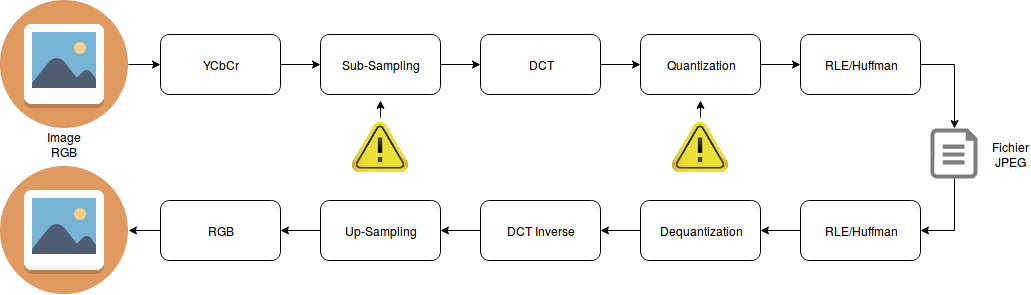 YCbCr
Sub-Sampling
DCT
Quantization
RLE/Huffman
Image
RGB
Fichier
JPEG
RGB
Up-Sampling
DCT Inverse
Dequantization
RLE/Huffman